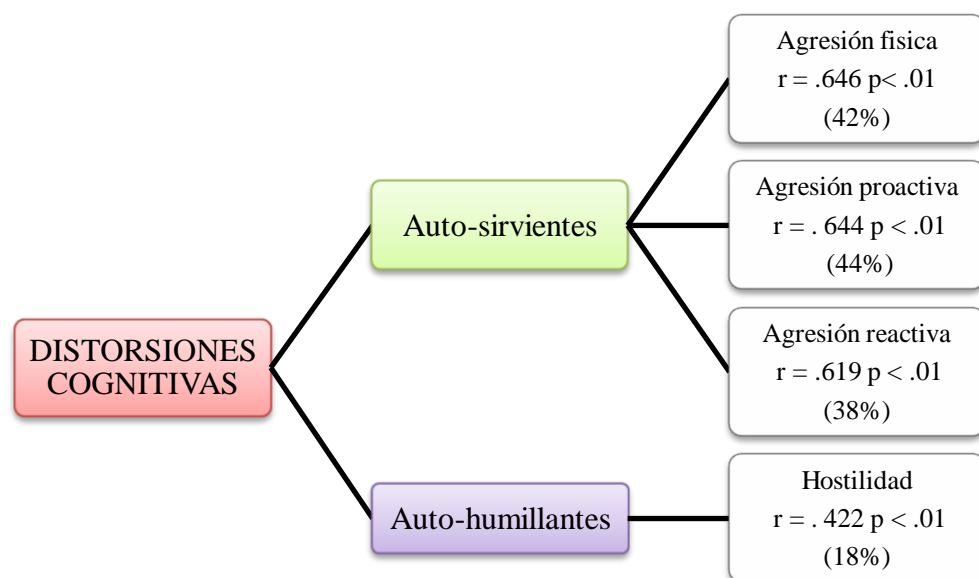 DISTORSIONES
COGNITIVAS
Auto-sirvientes
Agresión fisica
r = .646 p< .01
(42%)
Agresión proactiva
r = . 644 p < .01
(44%)
Agresión reactiva
r = .619 p < .01
(38%)
Auto-humillantes
Hostilidad
r = . 422 p < .01
(18%)